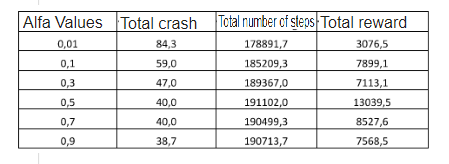 Alfa Values Total crash Total number of steps Total reward
0,01 84,3 178891,7 3076,5
0,1 59,0 185209,3 7899,1
0,3 47,0 189367,0 7113,1
0,5 40,0 191102,0 13039,5
0,7 40,0 190499,3 8527,6
0,9 38,7 190713,7 7568,5